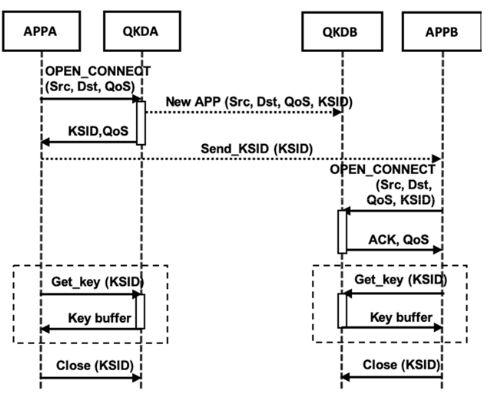 APPA
QKDA
QKDB
APPB
OPEN_CONNECT
(Src, Dst, QoS)
New APP (Src, Dst, QoS, KSID)
KSID,QoS
Send_KSID (KSID)
OPEN_CONNECT
(Src, Dst,
QoS, KSID)
ACK, QoS
Get_key (KSID)
Get_key (KSID)
Key buffer
Key buffer
Close (KSID)
Close (KSID)